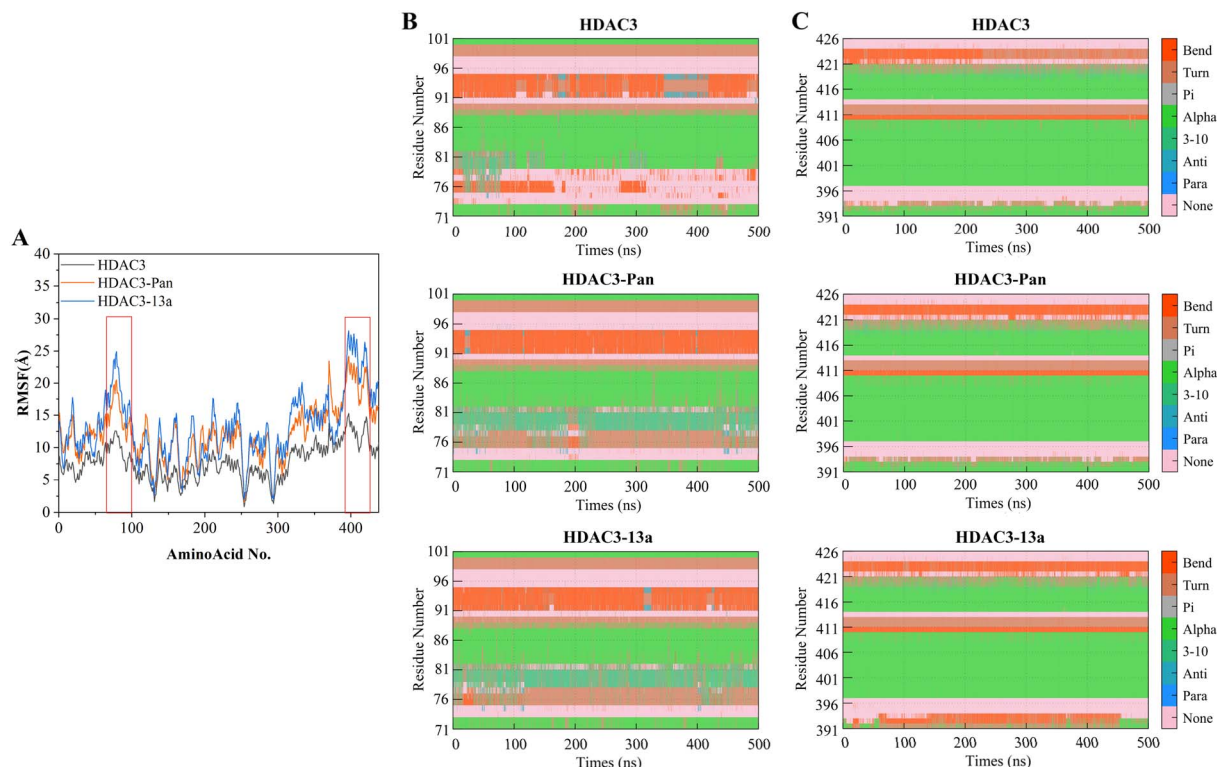 A
RMSF(Å)
40
35
30
25
20
15
10
5
0
HDAC3
HDAC3-Pan
HDAC3-13a
0 100 200 300 400
AminoAcid No.
B
HDAC3
Residue Number
101
96
91
86
81
76
71
0 100 200 300 400 500
Times (ns)
HDAC3-Pan
Residue Number
101
96
91
86
81
76
71
0 100 200 300 400 500
Times (ns)
HDAC3-13a
Residue Number
101
96
91
86
81
76
71
0 100 200 300 400 500
Times (ns)
C
HDAC3
Residue Number
426
421
416
411
406
401
396
391
0 100 200 300 400 500
Times (ns)
Bend
Turn
Pi
Alpha
3-10
Anti
Para
None
HDAC3-Pan
Residue Number
426
421
416
411
406
401
396
391
0 100 200 300 400 500
Times (ns)
Bend
Turn
Pi
Alpha
3-10
Anti
Para
None
HDAC3-13a
Residue Number
426
421
416
411
406
401
396
391
0 100 200 300 400 500
Times (ns)
Bend
Turn
Pi
Alpha
3-10
Anti
Para
None